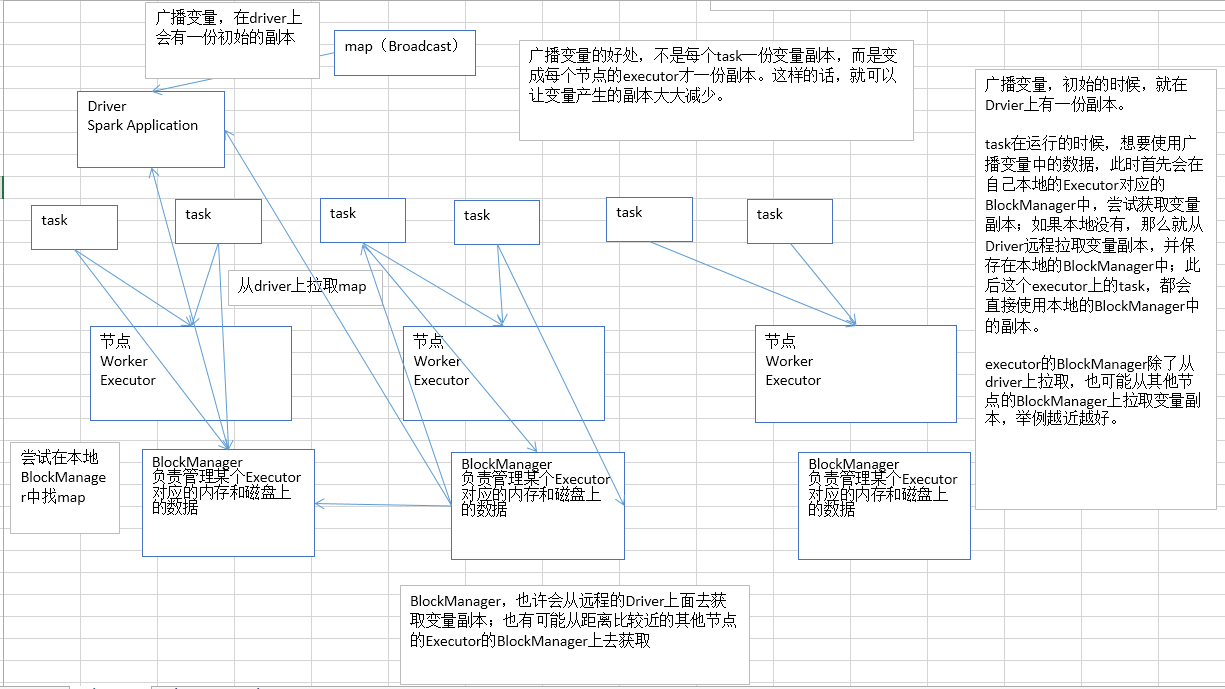 广播变量，在driver上
会有一份初始的副本
map（Broadcast）
广播变量的好处，不是每个task一份变量副本，而是变
成每个节点的executor才一份副本。这样的话，就可以
让变量产生的副本大大减少。
Driver
Spark Application
task
task
task
task
task
task
从driver上拉取map
节点
Worker
Executor
节点
Worker
Executor
节点
Worker
Executor
尝试在本地
BlockManage
r中找map
BlockManager
负责管理某个Executor
对应的内存和磁盘上
的数据
BlockManager
负责管理某个Executor
对应的内存和磁盘上
的数据
BlockManager
负责管理某个Executor
对应的内存和磁盘上
的数据
BlockManager，也许会从远程的Driver上面去获
取变量副本；也有可能从距离比较近的其他节点
的Executor的BlockManager上去获取
广播变量，初始的时候，就在
Drvier上有一份副本。
task在运行的时候，想要使用广
播变量中的数据，此时首先会在
自己本地的Executor对应的
BlockManager中，尝试获取变量
副本；如果本地没有，那么就从
Driver远程拉取变量副本，并保
存在本地的BlockManager中；此
后这个executor上的task，都会
直接使用本地的BlockManager中
的副本。
executor的BlockManager除了从
driver上拉取，也可能从其他节
点的BlockManager上拉取变量副
本，举例越近越好。